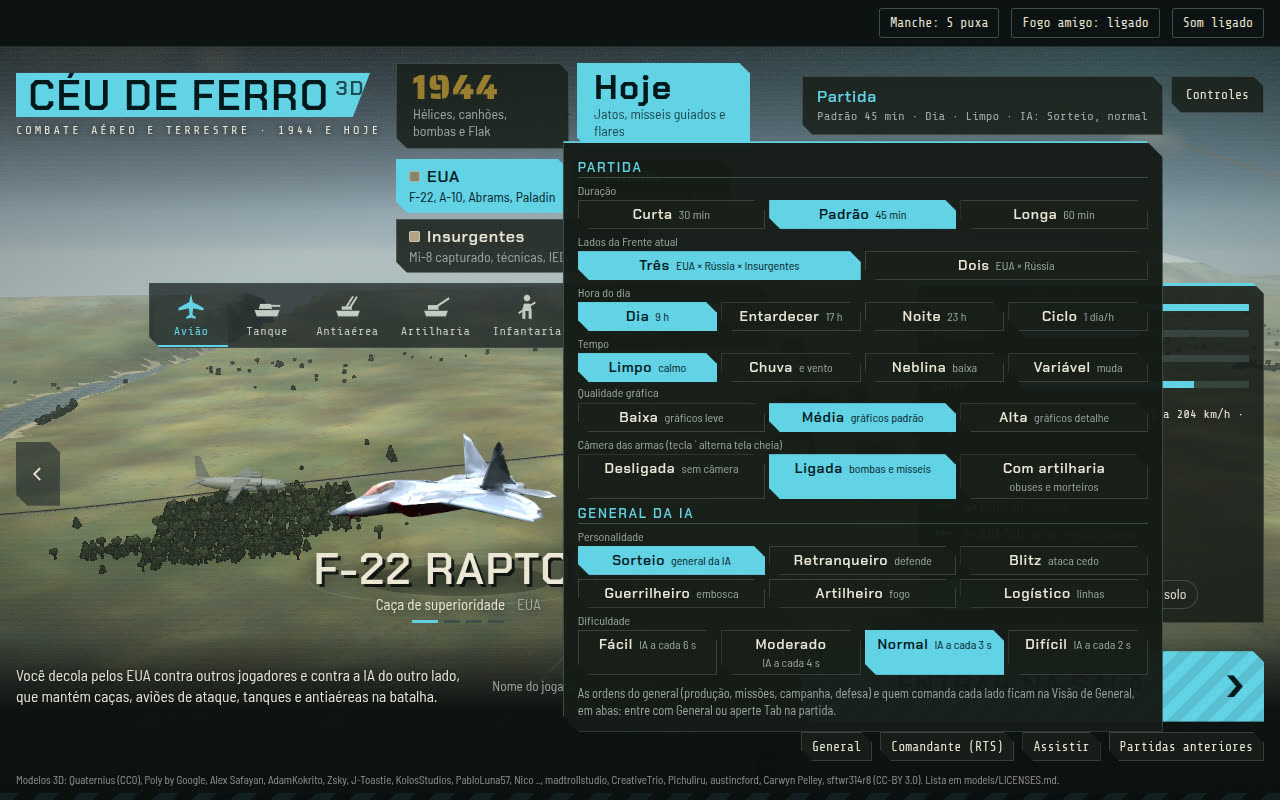 Manche: S puxa
Fogo amigo: ligado
Som ligado
CÉU DE FERRO 3D
COMBATE AÉREO E TERRESTRE · 1944 E HOJE
1944
Hélices, canhões,
bombas e Flak
Hoje
Jatos, mísseis guiados e
flares
Partida
Padrão 45 min · Dia · Limpo · IA: Sorteio, normal
Controles
EUA
F-22, A-10, Abrams, Paladin
Insurgentes
Mi-8 capturado, técnicas, IED
Avião
Tanque
Antiaérea
Artilharia
Infantaria
PARTIDA
Duração
Curta 30 min
Padrão 45 min
Longa 60 min
Lados da Frente atual
Três EUA × Rússia × Insurgentes
Dois EUA × Rússia
Hora do dia
Dia 9 h
Entardecer 17 h
Noite 23 h
Ciclo 1 dia/h
Tempo
Limpo calmo
Chuva e vento
Neblina baixa
Variável muda
Qualidade gráfica
Baixa gráficos leve
Média gráficos padrão
Alta gráficos detalhe
Câmera das armas (tecla ` alterna tela cheia)
Desligada sem câmera
Ligada bombas e mísseis
Com artilharia
obuses e morteiros
GENERAL DA IA
Personalidade
Sorteio general da IA
Retranqueiro defende
Blitz ataca cedo
Guerrilheiro embosca
Artilheiro fogo
Logístico linhas
Dificuldade
Fácil IA a cada 6 s
Moderado
IA a cada 4 s
Normal IA a cada 3 s
Difícil IA a cada 2 s
As ordens do general (produção, missões, campanha, defesa) e quem comanda cada lado ficam na Visão de General,
em abas: entre com General ou aperte Tab na partida.
a 204 km/h ·
solo
F-22 RAPTO
Caça de superioridade EUA
Você decola pelos EUA contra outros jogadores e contra a IA do outro lado,
que mantém caças, aviões de ataque, tanques e antiaéreas na batalha.
Nome do joga
General
Comandante (RTS)
Assistir
Partidas anteriores
Modelos 3D: Quaternius (CC0), Poly by Google, Alex Safayan, AdamKokrito, Zsky, J-Toastie, KolosStudios, PabloLuna57, Nico .., madtrollstudio, CreativeTrio, Pichuliru, austincford, Carwyn Pelley, sftwr314r8 (CC-BY 3.0). Lista em models/LICENSES.md.